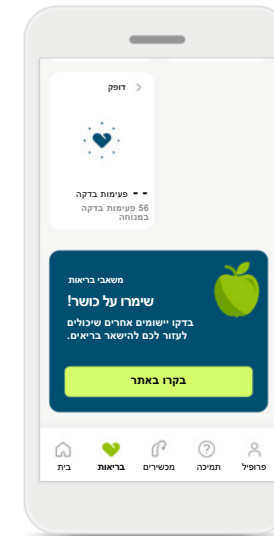 דופק
-- פעימות בדקה
56 פעימות בדקה
במנוחה
משאבי בריאות
שימרו על כושר!
בדקו יישומים אחרים שיכולים
לעזור לכם להישאר בריאים.
בקרו באתר
בית
בריאות
מכשירים
תמיכה
פרופיל